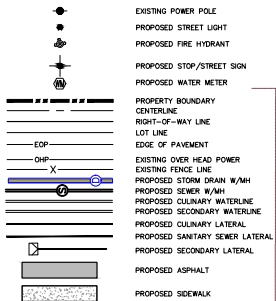 EXISTING POWER POLE
PROPOSED STREET LIGHT
PROPOSED FIRE HYDRANT
PROPOSED STOP/STREET SIGN
PROPOSED WATER METER
PROPERTY BOUNDARY
CENTERLINE
RIGHT-OF-WAY LINE
LOT LINE
EOP EDGE OF PAVEMENT
OHP EXISTING OVER HEAD POWER
X EXISTING FENCE LINE
D PROPOSED STORM DRAIN W/MH
S PROPOSED SEWER W/MH
PROPOSED CULINARY WATERLINE
PROPOSED SECONDARY WATERLINE
PROPOSED CULINARY LATERAL
PROPOSED SANITARY SEWER LATERAL
PROPOSED SECONDARY LATERAL
PROPOSED ASPHALT
PROPOSED SIDEWALK